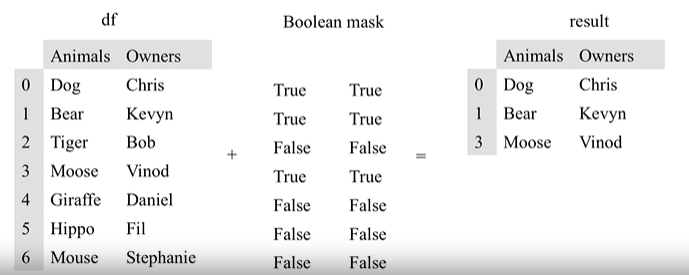 df Boolean mask result
Animals Owners Animals Owners
0 Dog Chris True True 0 Dog Chris
1 Bear Kevyn True True 1 Bear Kevyn
2 Tiger Bob + False False = 3 Moose Vinod
3 Moose Vinod True True
4 Giraffe Daniel False False
5 Hippo Fil False False
6 Mouse Stephanie False False